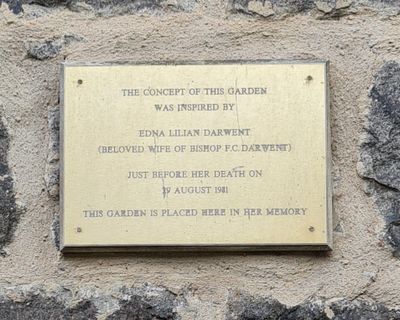 THE CONCEPT OF THIS GARDEN
WAS INSPIRED BY
EDNA LILIAN DARWENT
(BELOVED WIFE OF BISHOP F.C. DARWENT)
JUST BEFORE HER DEATH ON
19 AUGUST 1981
THIS GARDEN IS PLACED HERE IN HER MEMORY